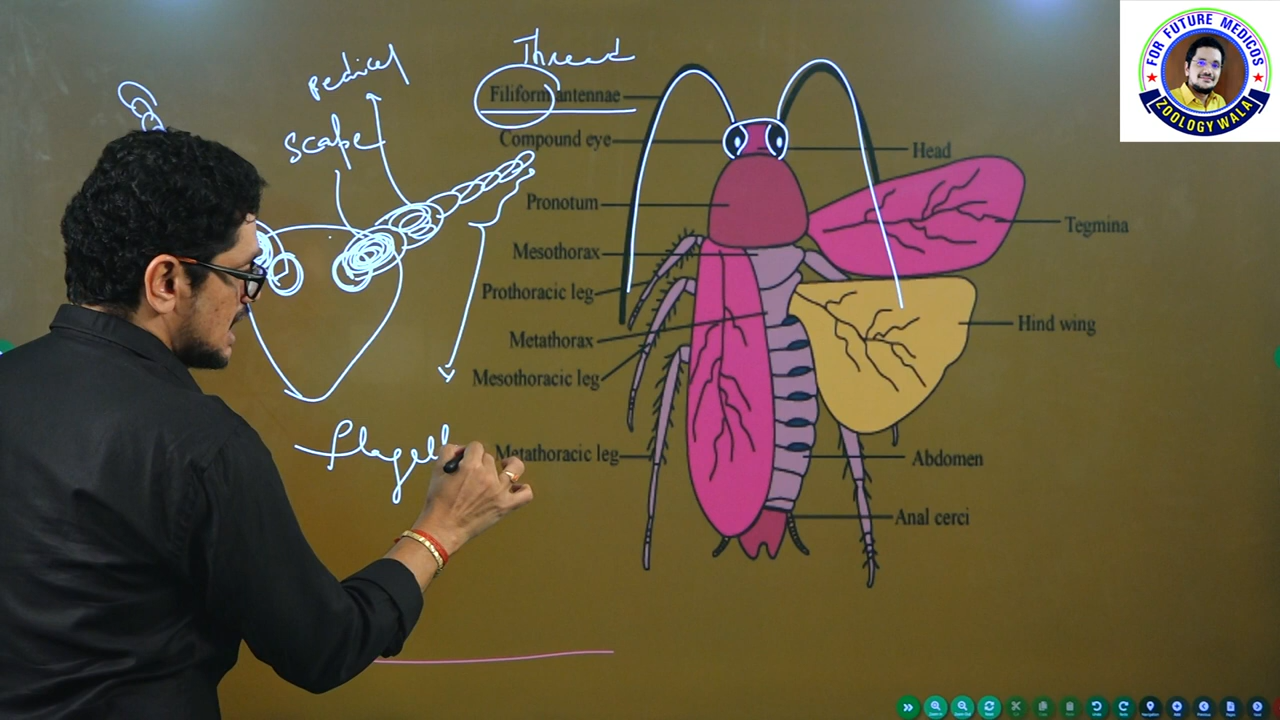 Thread
pedicel
scape
Filiform antennae
Compound eye
Head
Pronotum
Tegmina
Mesothorax
Prothoracic leg
Hind wing
Metathorax
Mesothoracic leg
flagell
Metathoracic leg
Abdomen
Anal cerci
FOR FUTURE MEDICOS
ZOOLOGY WALA